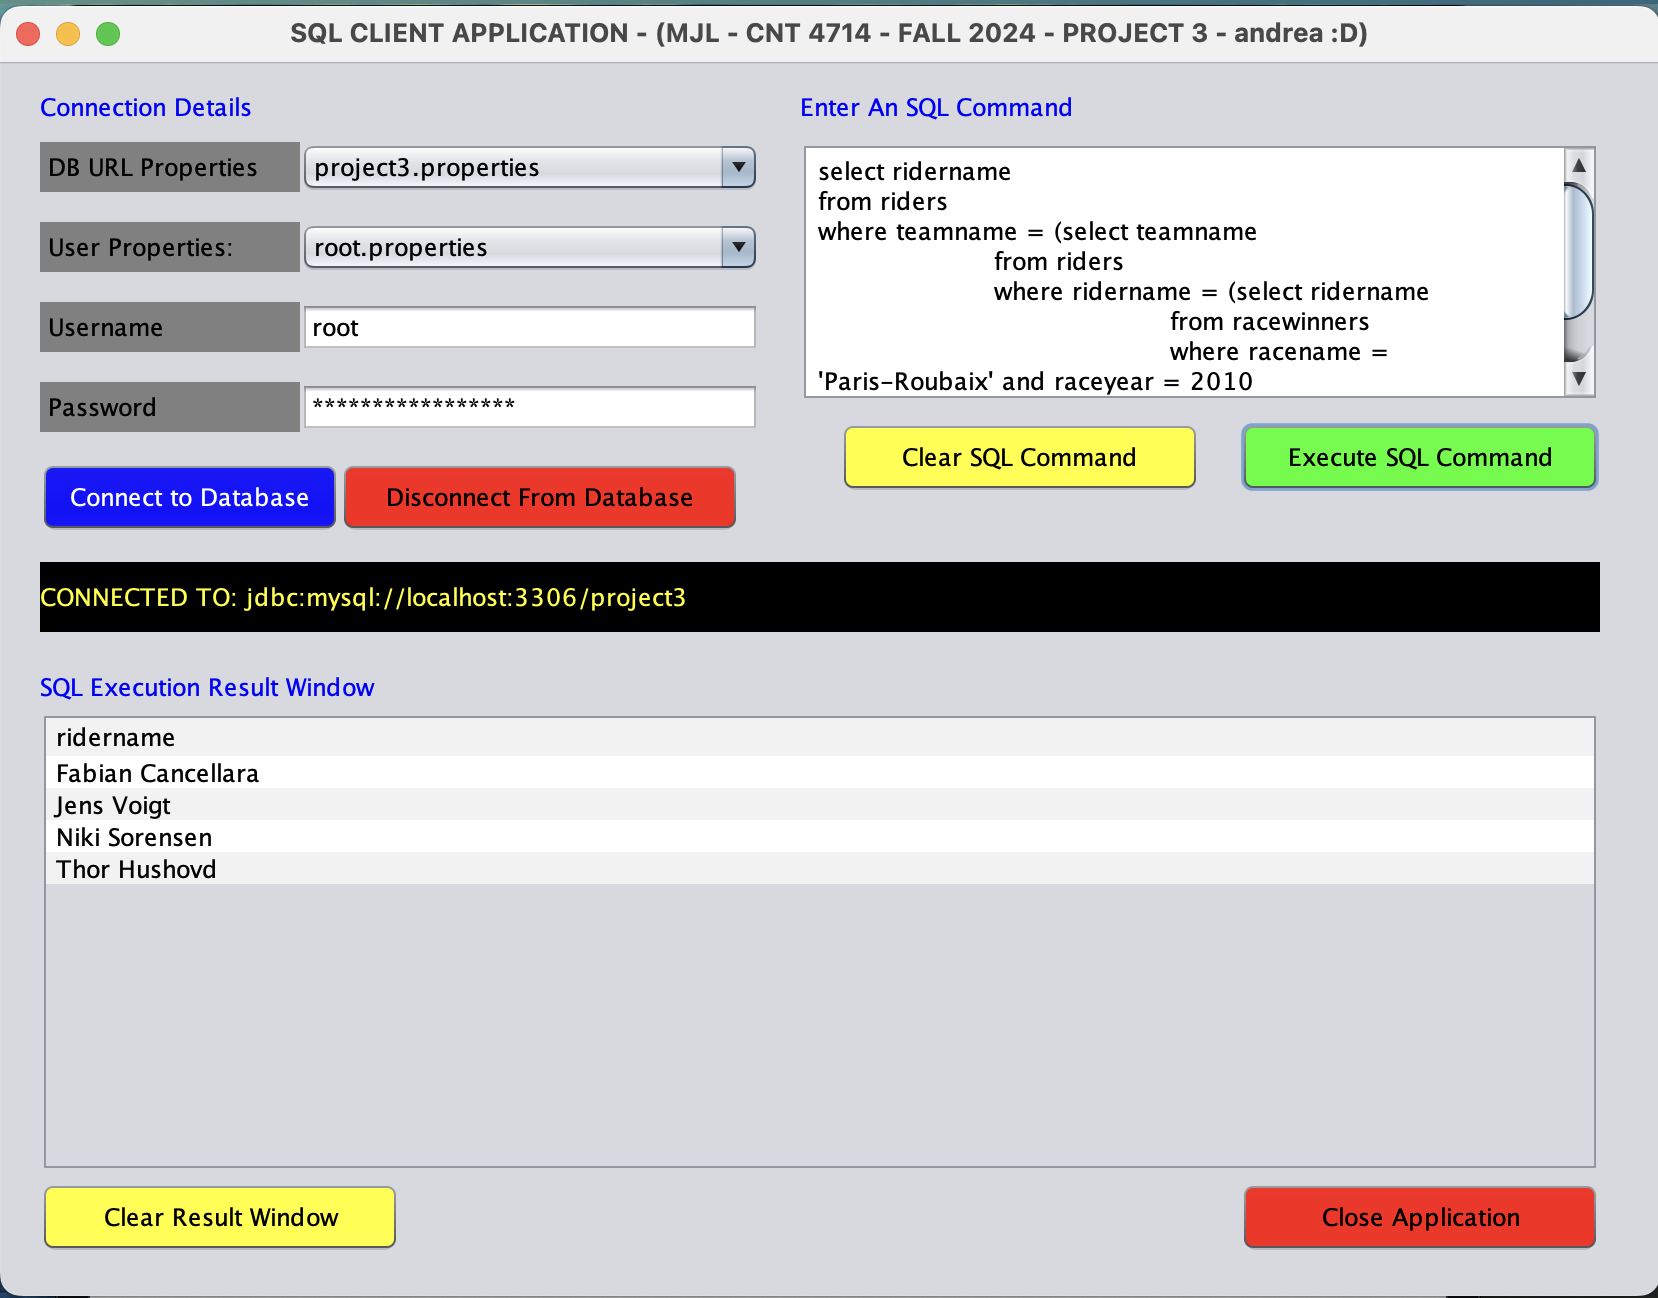 SQL CLIENT APPLICATION - (MJL - CNT 4714 - FALL 2024 - PROJECT 3 - andrea :D)
Connection Details
DB URL Properties
project3.properties
User Properties:
root.properties
Username
root
Password
*****************
Connect to Database
Disconnect From Database
Enter An SQL Command
select ridername
from riders
where teamname = (select teamname
from riders
where ridername = (select ridername
from racewinners
where racename =
'Paris-Roubaix' and raceyear = 2010
Clear SQL Command
Execute SQL Command
CONNECTED TO: jdbc:mysql://localhost:3306/project3
SQL Execution Result Window
ridername
Fabian Cancellara
Jens Voigt
Niki Sorensen
Thor Hushovd
Clear Result Window
Close Application